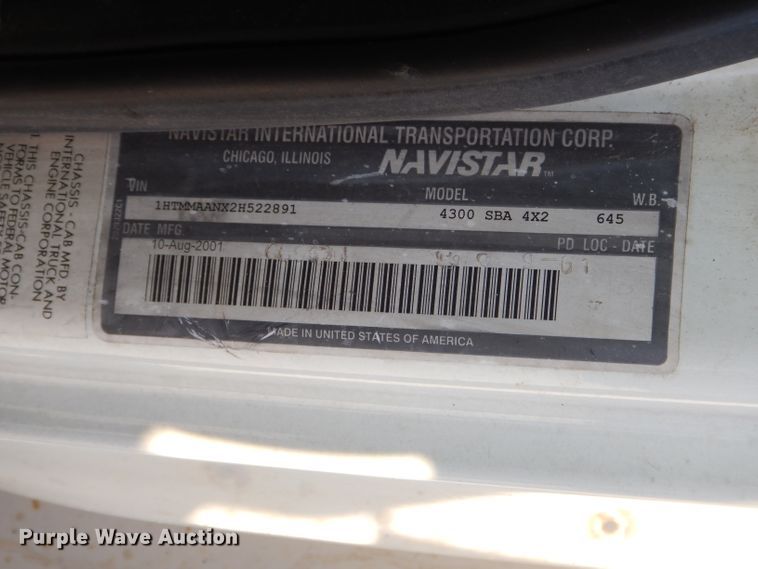 NAVISTAR INTERNATIONAL TRANSPORTATION CORP.
CHICAGO, ILLINOIS NAVISTAR
VIN MODEL W.B.
1HTMMAANX2H522891 4300 SBA 4X2 645
DATE MFG. PD LOC - DATE
10-Aug-2001
MADE IN UNITED STATES OF AMERICA
CHASSIS - CAB MFD. BY
INTERNATIONAL TRUCK AND
ENGINE CORPORATION
1. THIS CHASSIS-CAB CON-
FORMS TO FEDERAL MOTOR
VEHICLE SAFETY
Purple Wave Auction